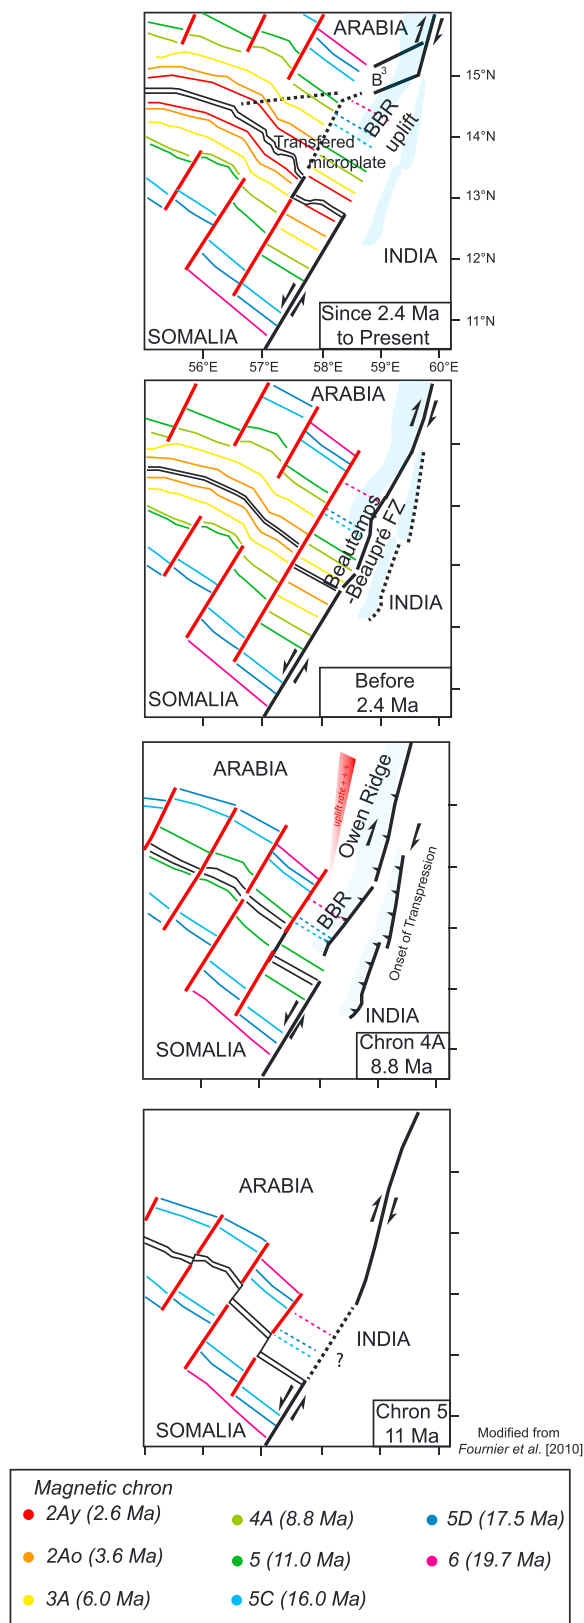 ARABIA
B³
15°N
BBR
uplift
14°N
Transfered
microplate
13°N
INDIA
12°N
SOMALIA
Since 2.4 Ma
to Present
11°N
56°E
57°E
58°E
59°E
60°E
ARABIA
Beautemps
-Beaupré FZ
INDIA
SOMALIA
Before
2.4 Ma
ARABIA
uplift rate + + +
Owen Ridge
BBR
Onset of Transpression
INDIA
SOMALIA
Chron 4A
8.8 Ma
ARABIA
INDIA
?
SOMALIA
Chron 5
11 Ma
Modified from
Fournier et al. [2010]
Magnetic chron
2Ay (2.6 Ma)
4A (8.8 Ma)
5D (17.5 Ma)
2Ao (3.6 Ma)
5 (11.0 Ma)
6 (19.7 Ma)
3A (6.0 Ma)
5C (16.0 Ma)